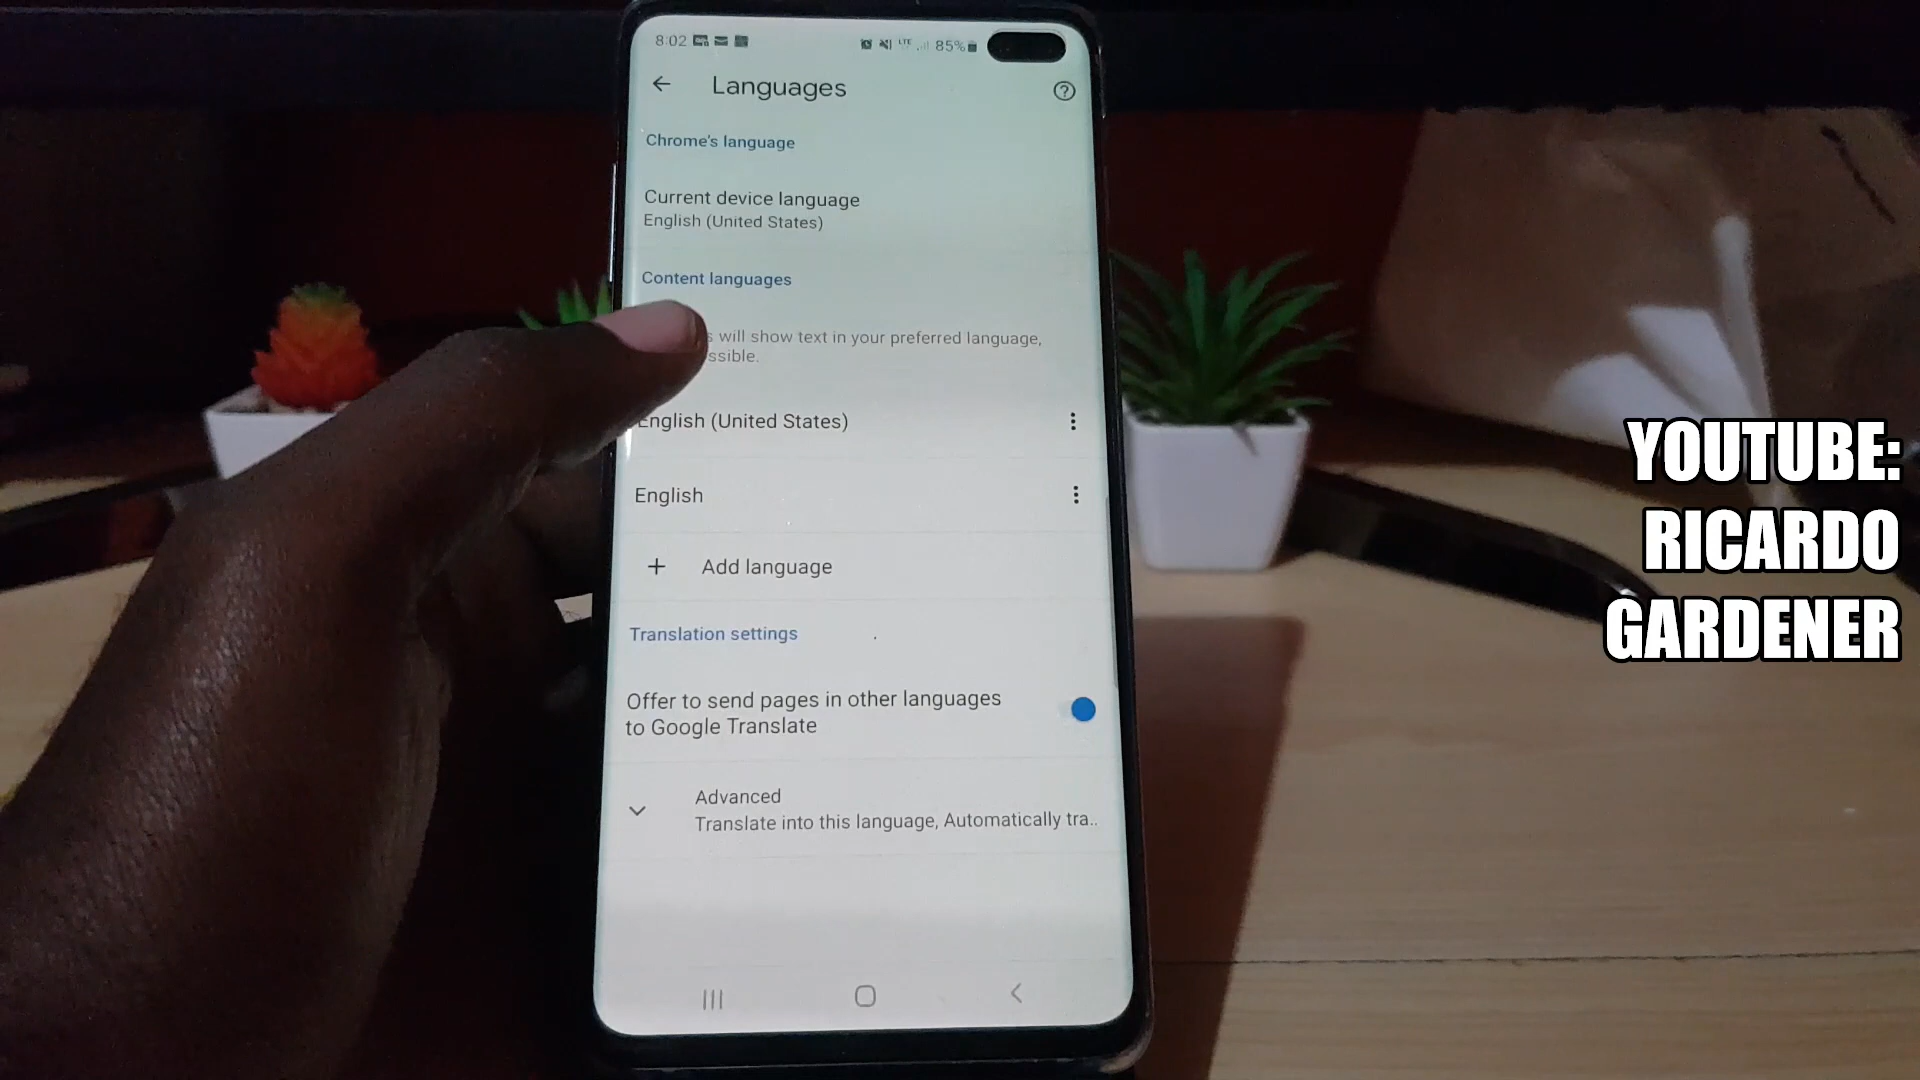 8:02
LTE 85%
Languages
Chrome's language
Current device language
English (United States)
Content languages
will show text in your preferred language,
English (United States)
English
+ Add language
Translation settings
Offer to send pages in other languages
to Google Translate
Advanced
Translate into this language, Automatically tra..
YOUTUBE:
RICARDO
GARDENER